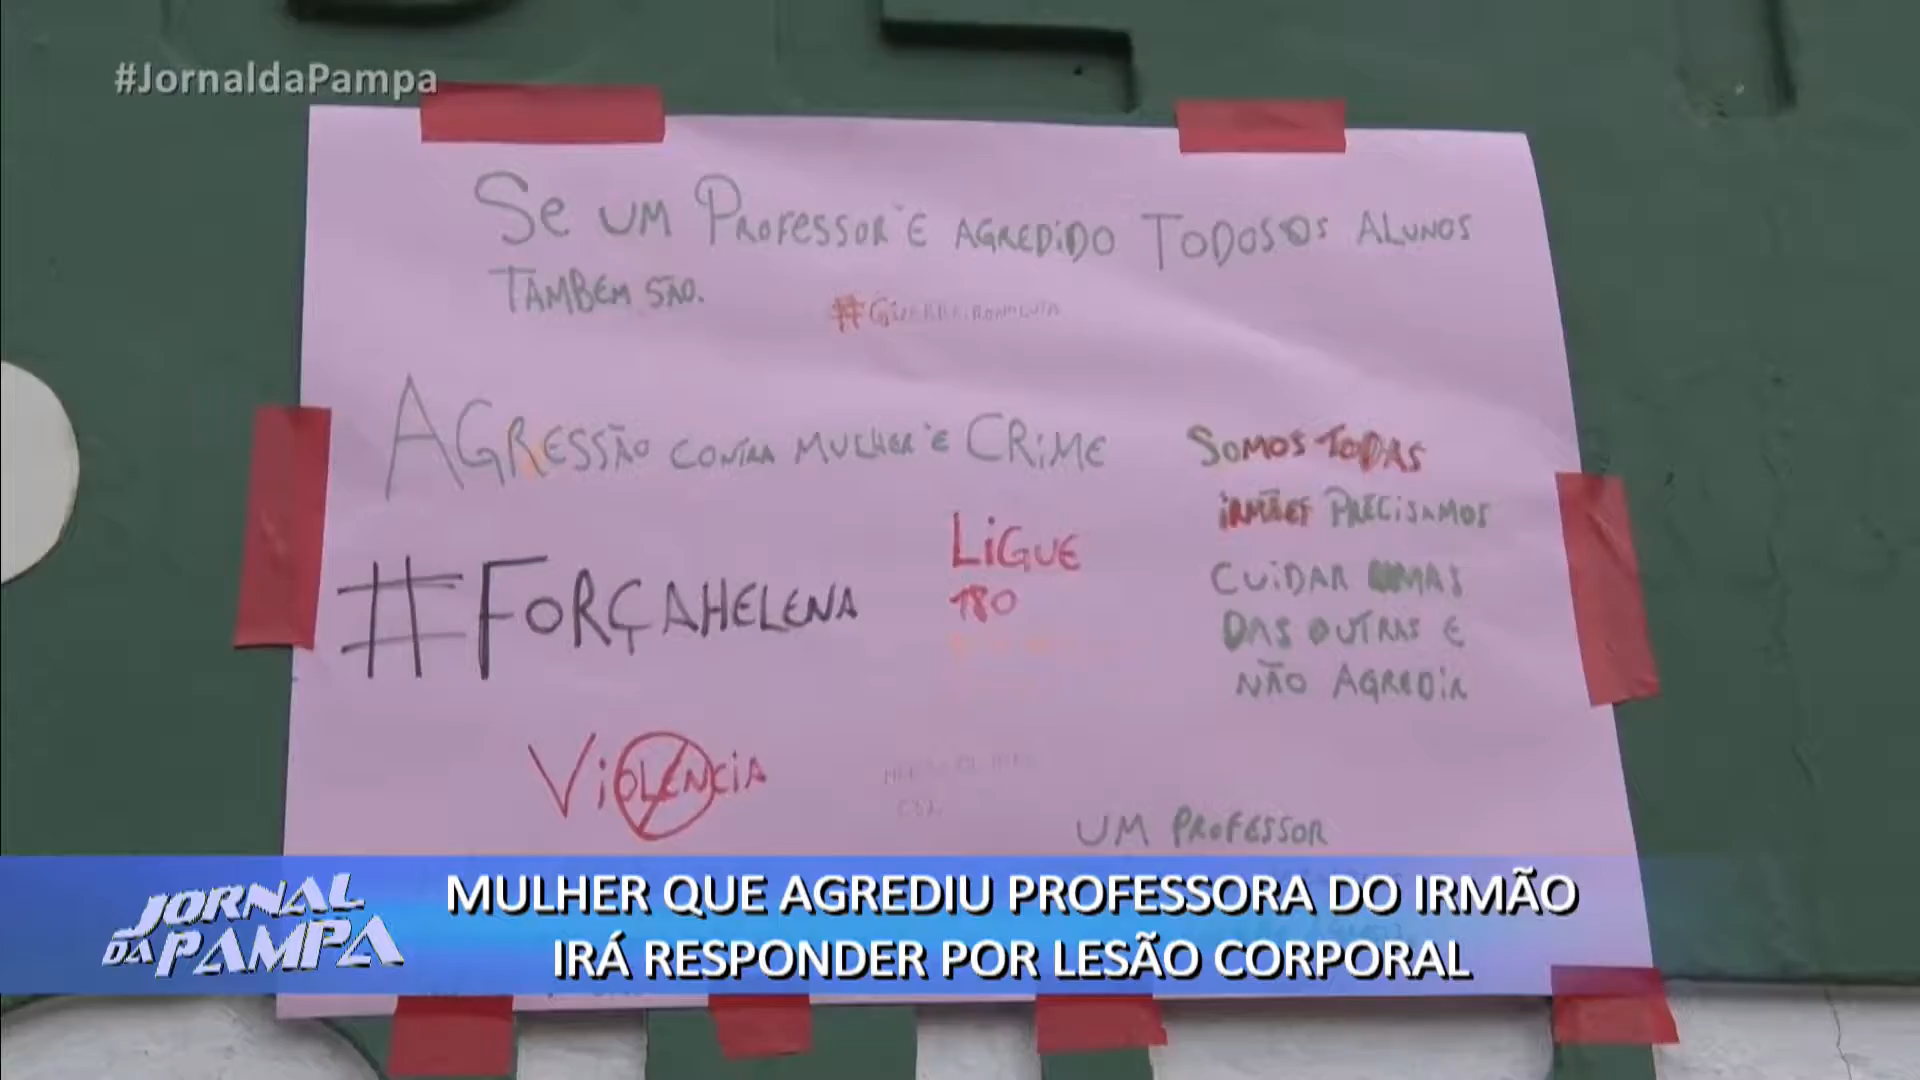 #JornaldaPampa
SE UM PROFESSOR É AGREDIDO TODOS OS ALUNOS
TAMBEM SÃO.
AGRESSÃO CONTRA MULHER É CRIME
SOMOS TODAS
IRMÃES PRECISAMOS
CUIDAR UMAS
DAS OUTRAS E
NÃO AGREDIR
LIGUE
180
#FORÇAHELENA
VIOLÊNCIA
UM PROFESSOR
JORNAL
DA PAMPA
MULHER QUE AGREDIU PROFESSORA DO IRMÃO
IRÁ RESPONDER POR LESÃO CORPORAL